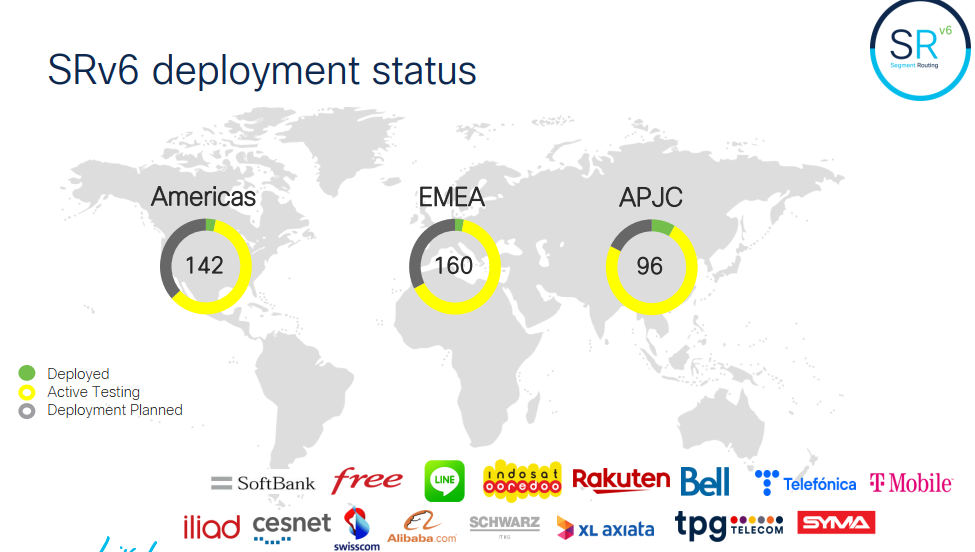 SRv6 deployment status
SR v6
Segment Routing
Americas
EMEA
APJC
142
160
96
Deployed
Active Testing
Deployment Planned
SoftBank
free
LINE
indosat
ooredoo
Rakuten
Bell
Telefónica
T Mobile
iliad
cesnet
swisscom
Alibaba.com
SCHWARZ
IT KG
XL axiata
tpg
TELECOM
SYMA